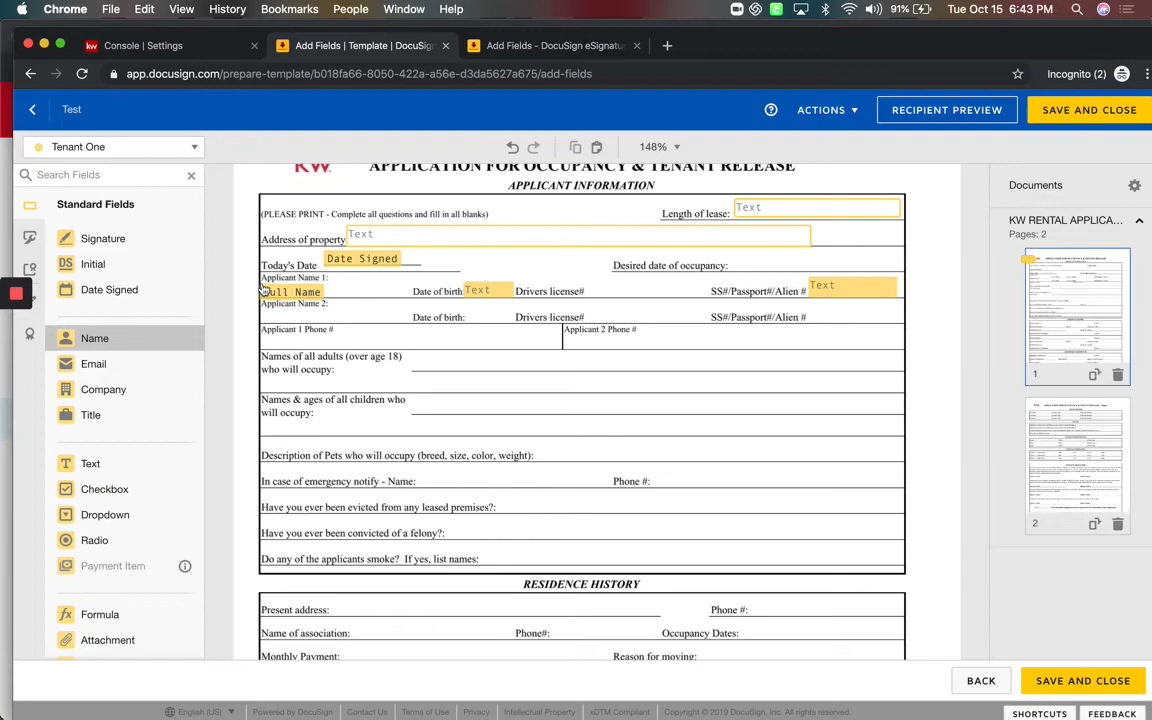 Chrome File Edit View History Bookmarks People Window Help 91% Tue Oct 15 6:43 PM
kw Console | Settings × Add Fields | Template | DocuSig × Add Fields - DocuSign eSignatur × +
app.docusign.com/prepare-template/b018fa66-8050-422a-a56e-d3da5627a675/add-fields Incognito (2)
Test ACTIONS RECIPIENT PREVIEW SAVE AND CLOSE
Tenant One 148%
Search Fields
Standard Fields
Signature
DS Initial
Date Signed
Name
Email
Company
Title
T Text
Checkbox
Dropdown
Radio
Payment Item
fx Formula
Attachment
KW. APPLICATION FOR OCCUPANCY & TENANT RELEASE
APPLICANT INFORMATION
(PLEASE PRINT - Complete all questions and fill in all blanks) Length of lease: Text
Address of property Text
Today's Date Date Signed Desired date of occupancy:
Applicant Name 1:
Full Name Date of birth: Text Drivers license# SS#/Passport#/Alien # Text
Applicant Name 2:
Date of birth: Drivers license# SS#/Passport#/Alien #
Applicant 1 Phone # Applicant 2 Phone #
Names of all adults (over age 18)
who will occupy:
Names & ages of all children who
will occupy:
Description of Pets who will occupy (breed, size, color, weight):
In case of emergency notify - Name: Phone #:
Have you ever been evicted from any leased premises?:
Have you ever been convicted of a felony?:
Do any of the applicants smoke? If yes, list names:
RESIDENCE HISTORY
Present address: Phone #:
Name of association: Phone#: Occupancy Dates:
Monthly Payment: Reason for moving:
Documents
KW RENTAL APPLICA...
Pages: 2
1
2
BACK SAVE AND CLOSE
English (US) Powered by DocuSign Contact Us Terms of Use Privacy Intellectual Property xDTM Compliant Copyright © 2019 DocuSign Inc. All rights reserved.
SHORTCUTS FEEDBACK